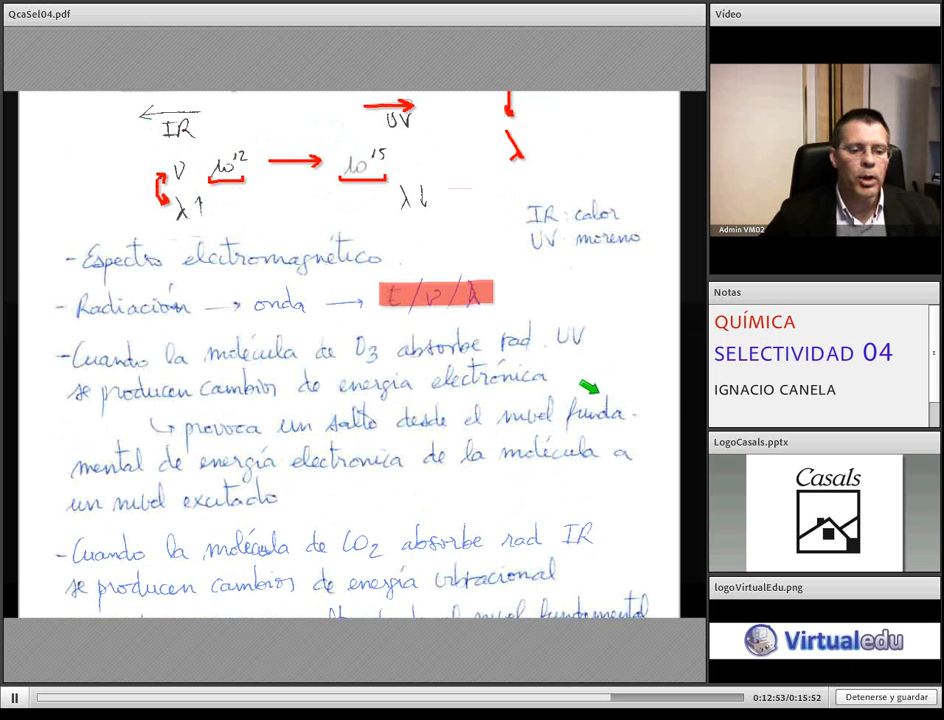 QcaSel04.pdf
IR
UV
ν 10¹² 10¹⁵ λ
λ↑ λ↓
IR: calor
UV: moreno
- Espectro electromagnético.
- Radiación → onda → E/ν/λ
- Cuando la molécula de O3 absorbe rad. UV
se producen cambios de energía electrónica
↳ provoca un salto desde el nivel funda-
mental de energía electronica de la molécula a
un nivel excitado
- Cuando la molécula de CO2 absorbe rad IR
se producen cambios de energía vibracional
el nivel fundamental
Vídeo
Admin VM02
Notas
QUÍMICA
SELECTIVIDAD 04
IGNACIO CANELA
LogoCasals.pptx
Casals
logoVirtualEdu.png
Virtualedu
0:12:53/0:15:52
Detenerse y guardar